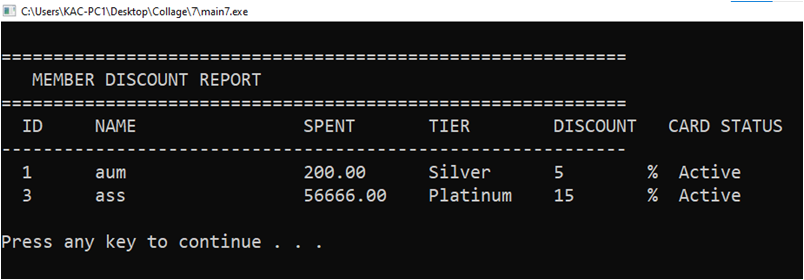 C:\Users\KAC-PC1\Desktop\Collage\7\main7.exe
============================================================
MEMBER DISCOUNT REPORT
============================================================
ID NAME SPENT TIER DISCOUNT CARD STATUS
------------------------------------------------------------
1 aum 200.00 Silver 5 % Active
3 ass 56666.00 Platinum 15 % Active
Press any key to continue . . .